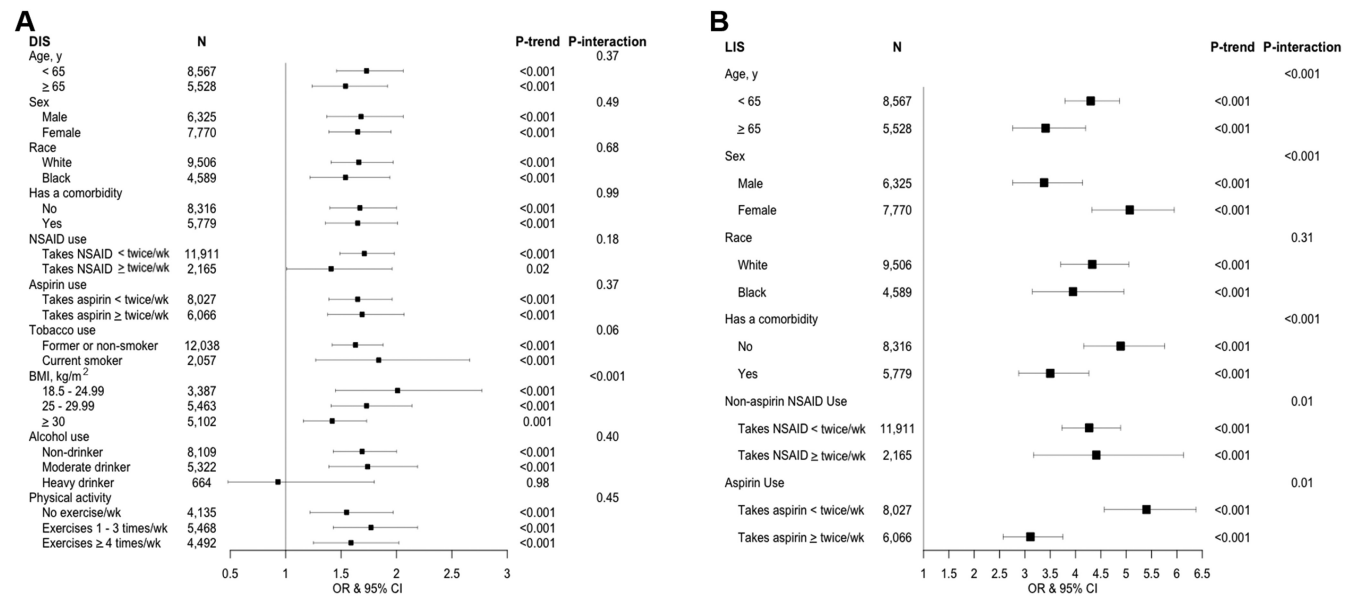 A
DIS N P-trend P-interaction
Age, y 0.37
< 65 8,567 <0.001
≥ 65 5,528 <0.001
Sex 0.49
Male 6,325 <0.001
Female 7,770 <0.001
Race 0.68
White 9,506 <0.001
Black 4,589 <0.001
Has a comorbidity 0.99
No 8,316 <0.001
Yes 5,779 <0.001
NSAID use 0.18
Takes NSAID < twice/wk 11,911 <0.001
Takes NSAID ≥ twice/wk 2,165 0.02
Aspirin use 0.37
Takes aspirin < twice/wk 8,027 <0.001
Takes aspirin ≥ twice/wk 6,066 <0.001
Tobacco use 0.06
Former or non-smoker 12,038 <0.001
Current smoker 2,057 <0.001
BMI, kg/m² <0.001
18.5 - 24.99 3,387 <0.001
25 - 29.99 5,463 <0.001
≥ 30 5,102 0.001
Alcohol use 0.40
Non-drinker 8,109 <0.001
Moderate drinker 5,322 <0.001
Heavy drinker 664 0.98
Physical activity 0.45
No exercise/wk 4,135 <0.001
Exercises 1 - 3 times/wk 5,468 <0.001
Exercises ≥ 4 times/wk 4,492 <0.001
0.5 1 1.5 2 2.5 3
OR & 95% CI
B
LIS N P-trend P-interaction
Age, y <0.001
< 65 8,567 <0.001
≥ 65 5,528 <0.001
Sex <0.001
Male 6,325 <0.001
Female 7,770 <0.001
Race 0.31
White 9,506 <0.001
Black 4,589 <0.001
Has a comorbidity <0.001
No 8,316 <0.001
Yes 5,779 <0.001
Non-aspirin NSAID Use 0.01
Takes NSAID < twice/wk 11,911 <0.001
Takes NSAID ≥ twice/wk 2,165 <0.001
Aspirin Use 0.01
Takes aspirin < twice/wk 8,027 <0.001
Takes aspirin ≥ twice/wk 6,066 <0.001
1 1.5 2 2.5 3 3.5 4 4.5 5 5.5 6 6.5
OR & 95% CI